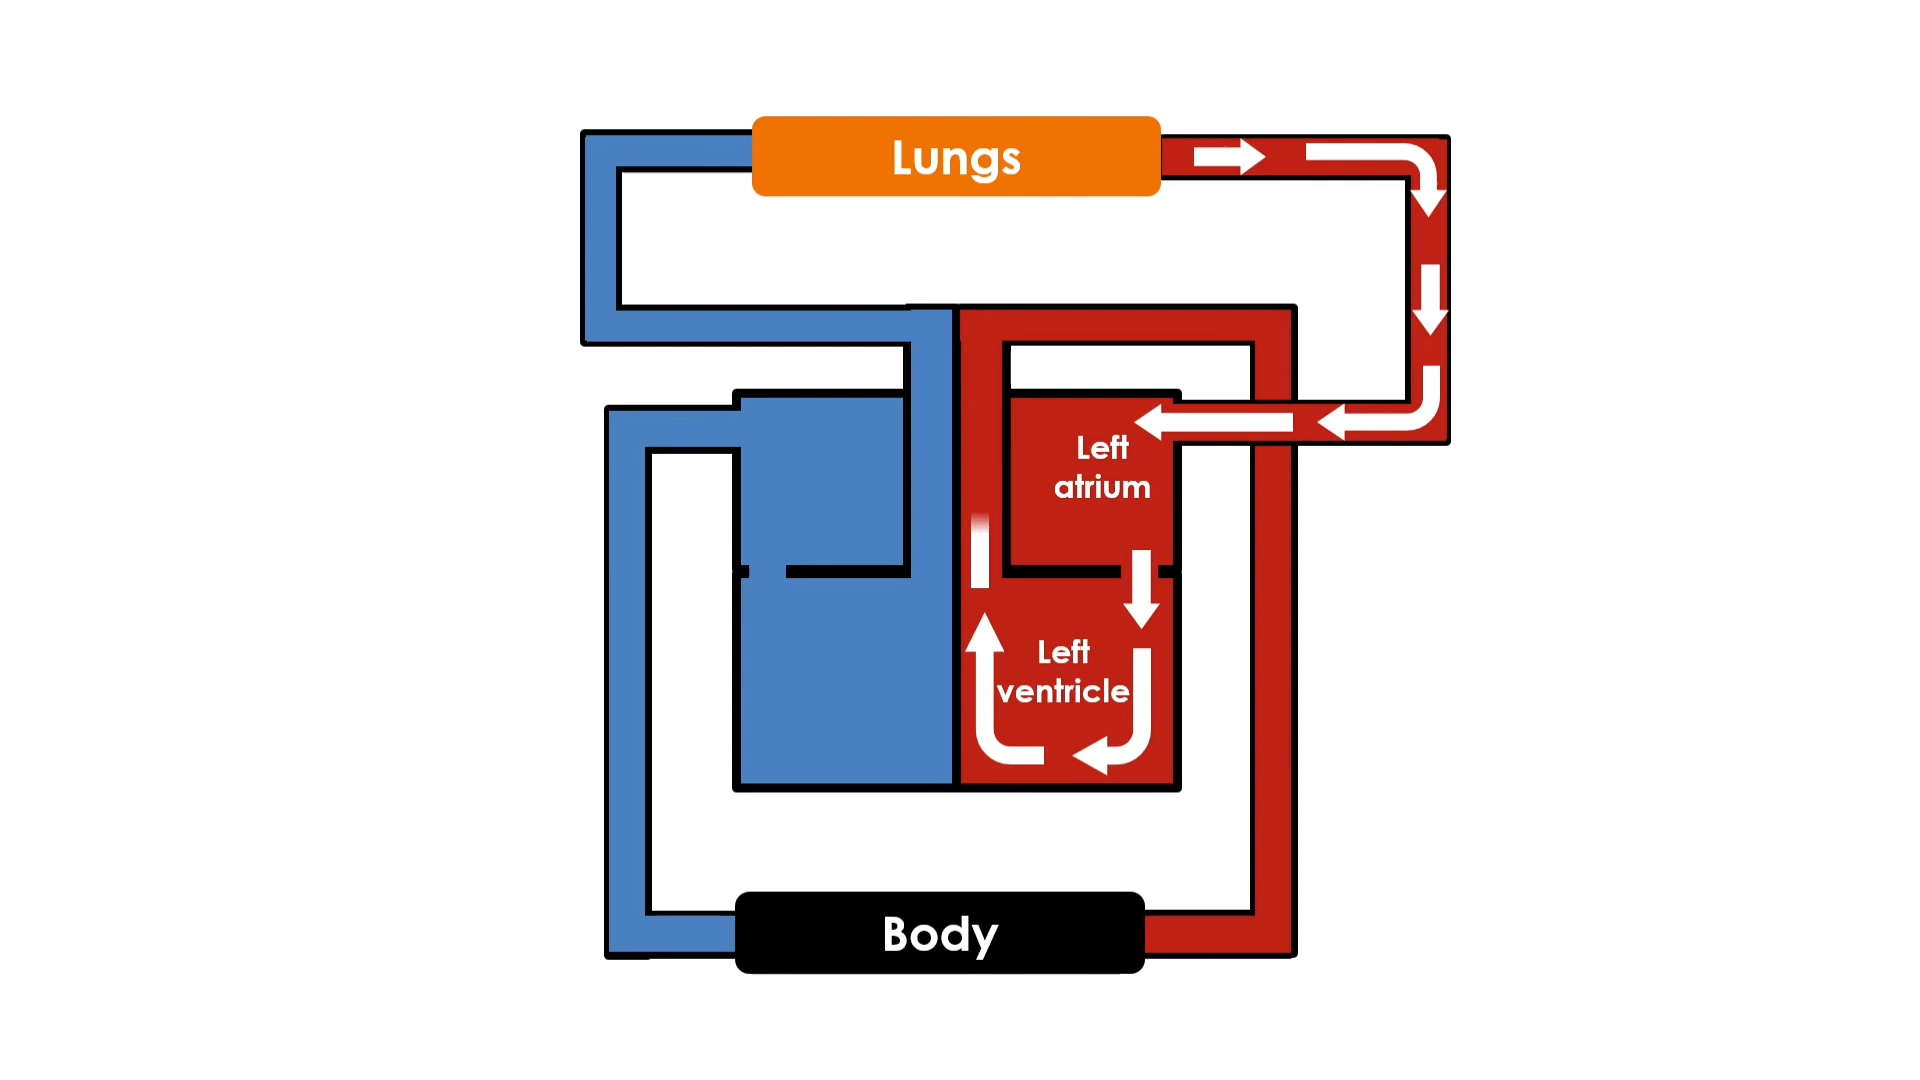 Lungs
Left
atrium
Left
ventricle
Body